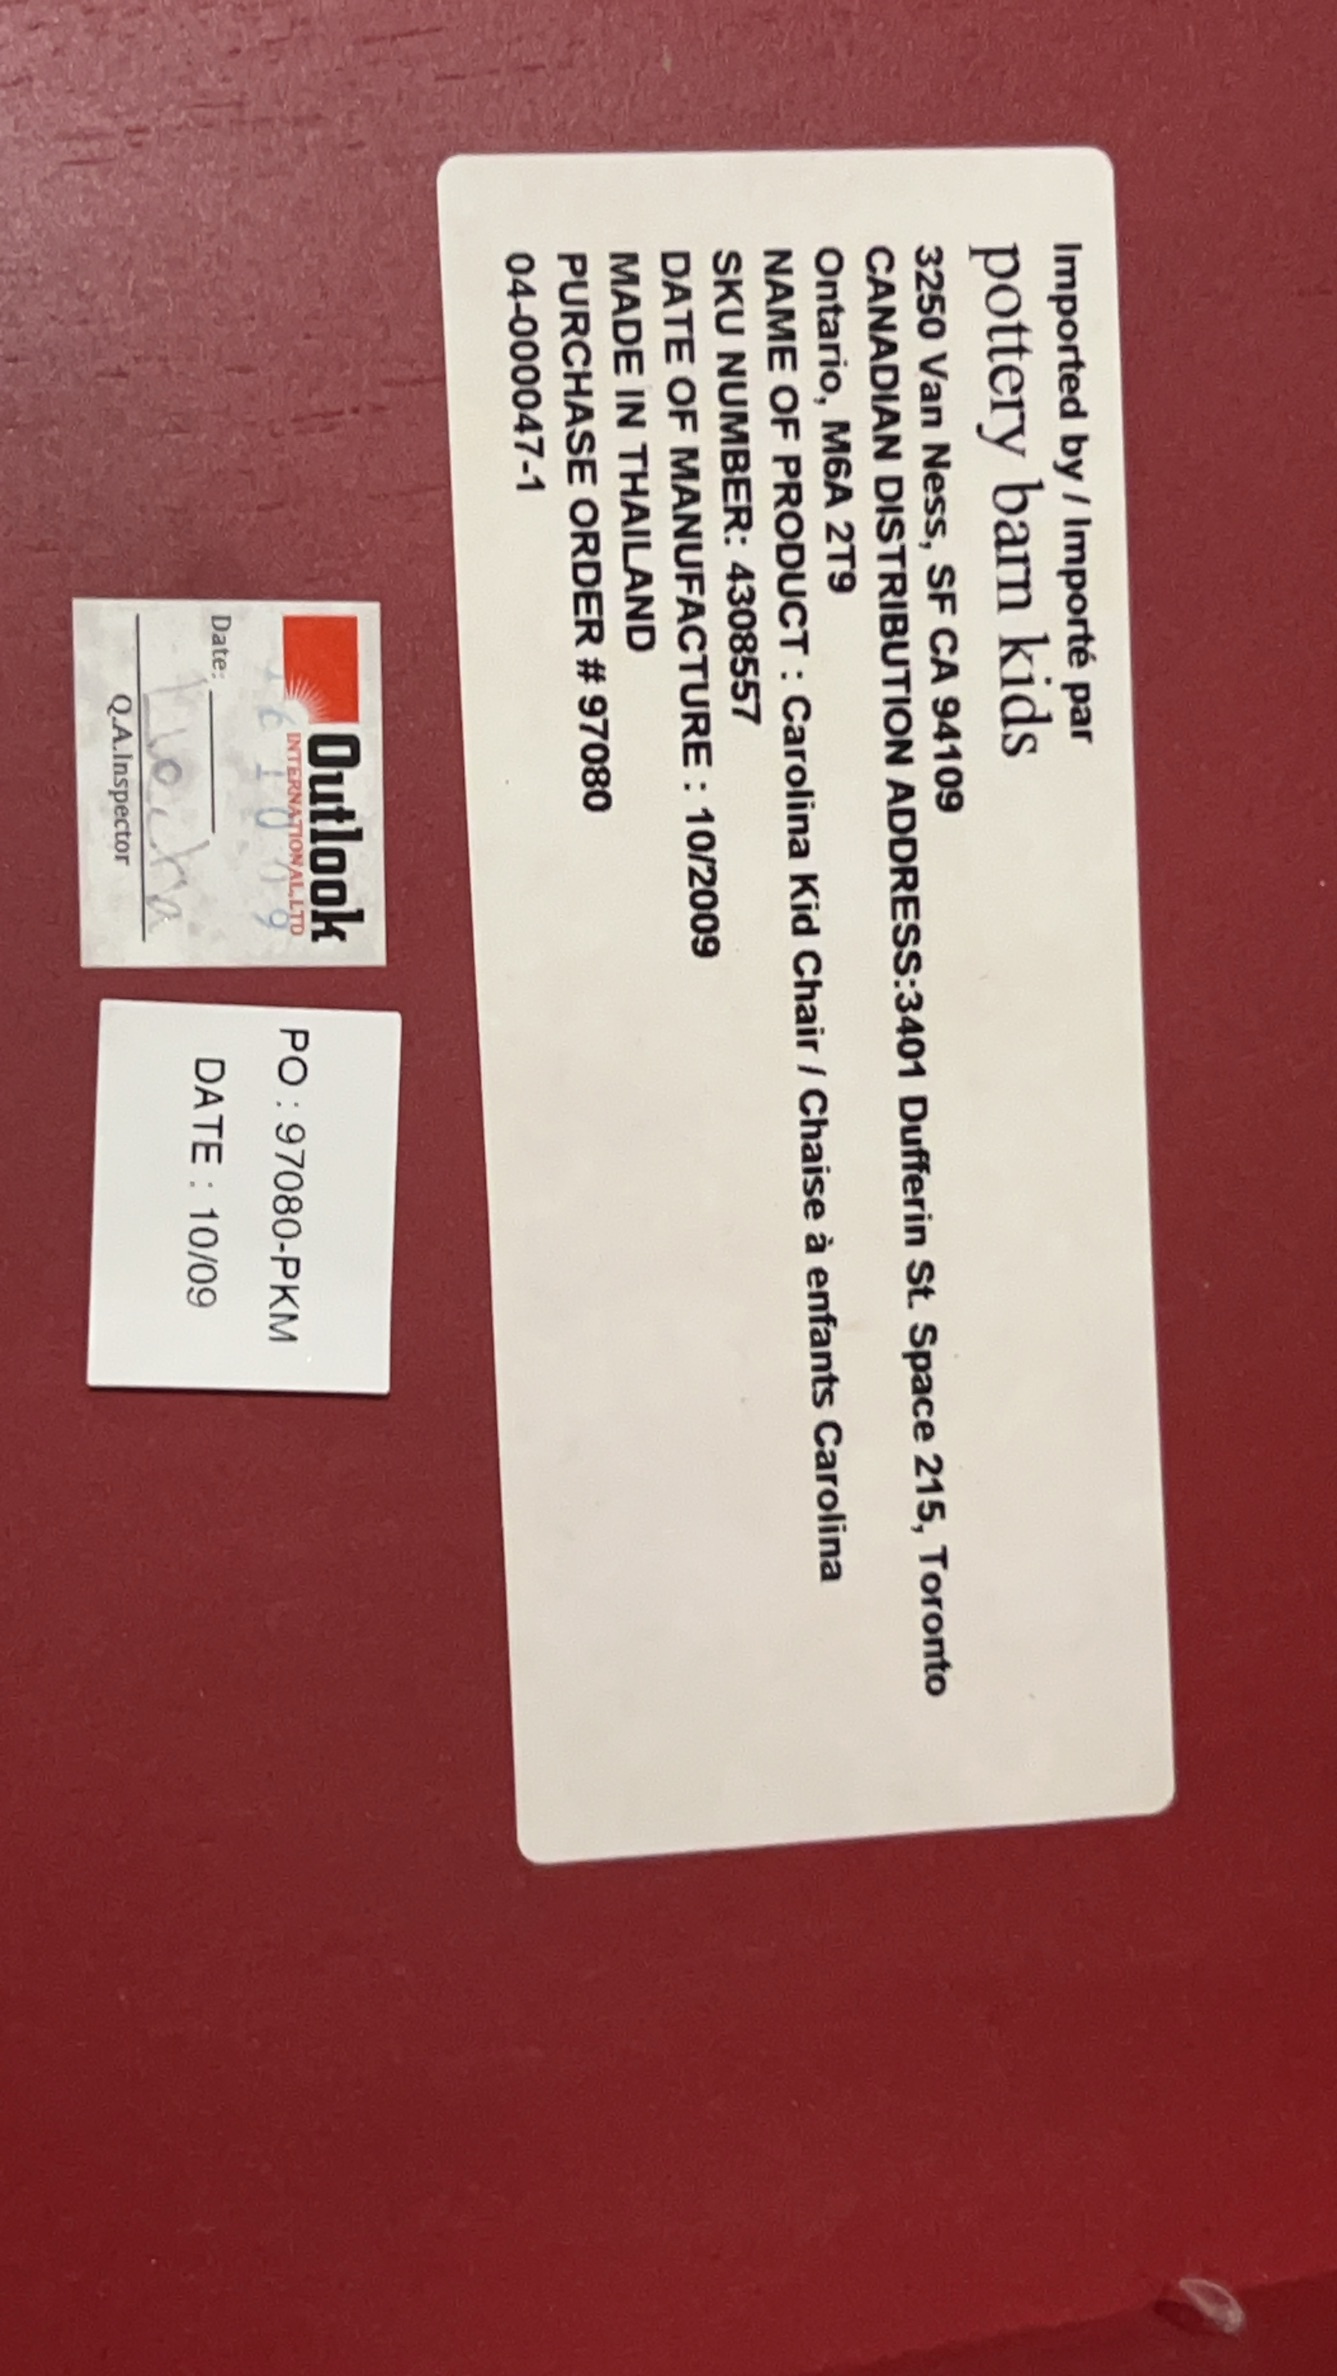 Imported by / Importé par
pottery barn kids
3250 Van Ness, SF CA 94109
CANADIAN DISTRIBUTION ADDRESS:3401 Dufferin St. Space 215, Toronto
Ontario, M6A 2T9
NAME OF PRODUCT : Carolina Kid Chair / Chaise à enfants Carolina
SKU NUMBER: 4308557
DATE OF MANUFACTURE : 10/2009
MADE IN THAILAND
PURCHASE ORDER # 97080
04-000047-1
Outlook
INTERNATIONAL,LTD
Date:
Q.A.Inspector
PO : 97080-PKM
DATE : 10/09